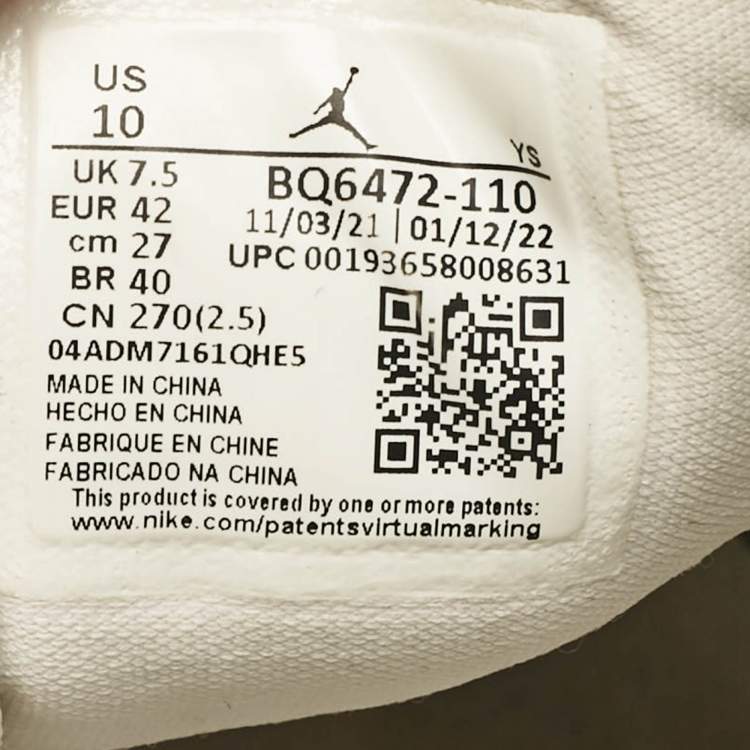 US
10
YS
UK 7.5
EUR 42
cm 27
BR 40
CN 270(2.5)
04ADM7161QHE5
BQ6472-110
11/03/21 | 01/12/22
UPC 00193658008631
MADE IN CHINA
HECHO EN CHINA
FABRIQUE EN CHINE
FABRICADO NA CHINA
This product is covered by one or more patents:
www.nike.com/patentsvirtualmarking